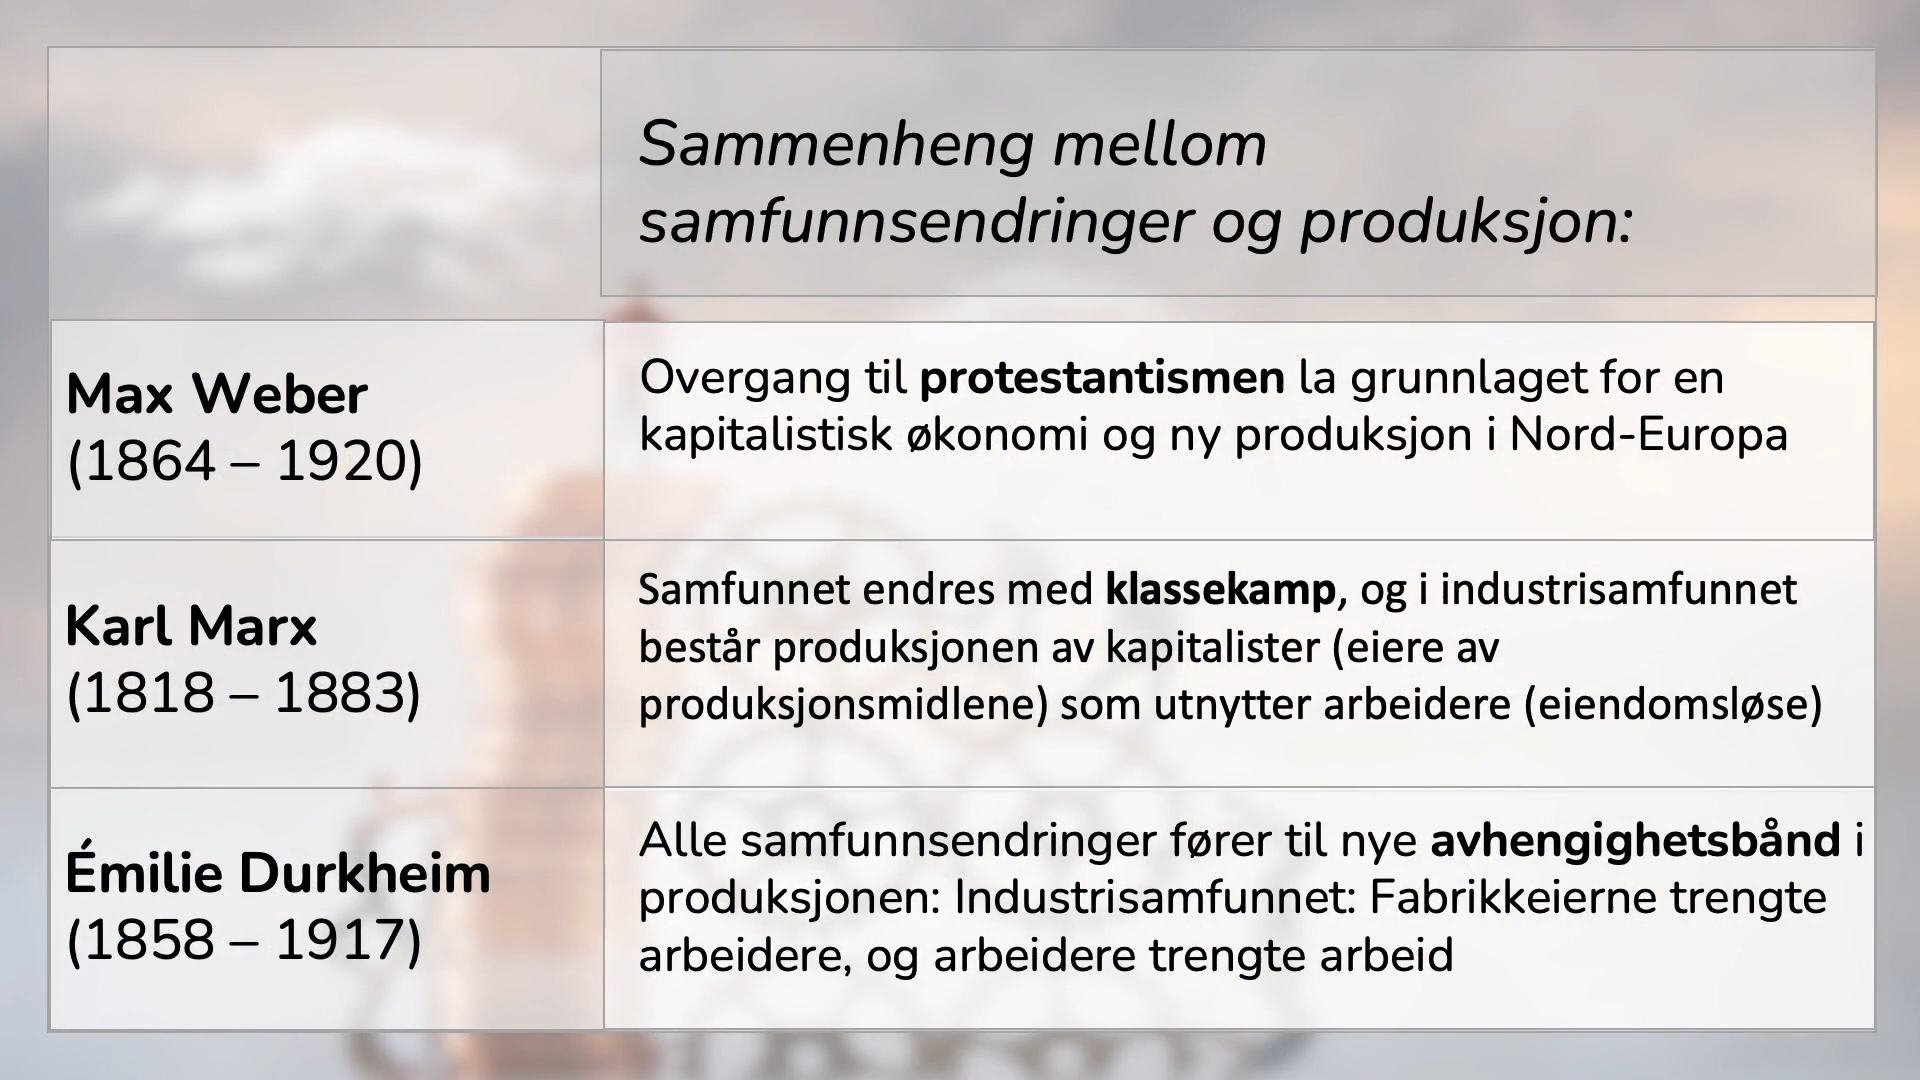 Sammenheng mellom
samfunnsendringer og produksjon:
Max Weber
(1864 – 1920)
Overgang til protestantismen la grunnlaget for en
kapitalistisk økonomi og ny produksjon i Nord-Europa
Karl Marx
(1818 – 1883)
Samfunnet endres med klassekamp, og i industrisamfunnet
består produksjonen av kapitalister (eiere av
produksjonsmidlene) som utnytter arbeidere (eiendomsløse)
Émilie Durkheim
(1858 – 1917)
Alle samfunnsendringer fører til nye avhengighetsbånd i
produksjonen: Industrisamfunnet: Fabrikkeierne trengte
arbeidere, og arbeidere trengte arbeid